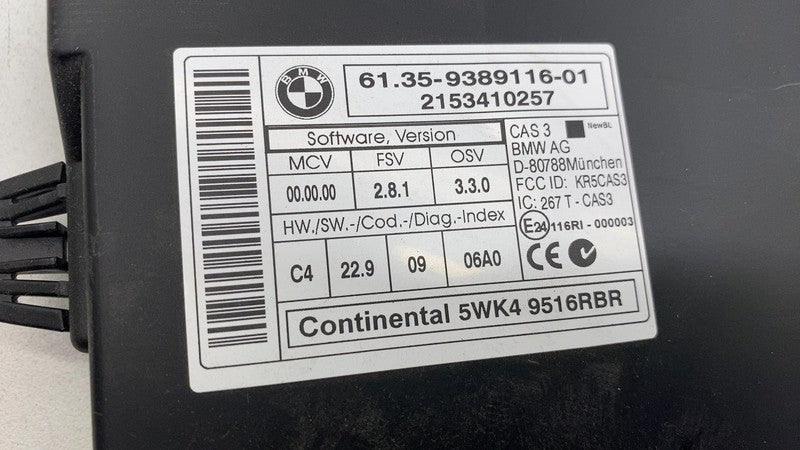 BMW
61.35-9389116-01
2153410257
Software, Version
MCV FSV OSV
00.00.00 2.8.1 3.3.0
HW./SW.-/Cod.-/Diag.-Index
C4 22.9 09 06A0
CAS 3 NewBL
BMW AG
D-80788München
FCC ID: KR5CAS3
IC: 267 T - CAS3
E24 116RI - 000003
CE
Continental 5WK4 9516RBR